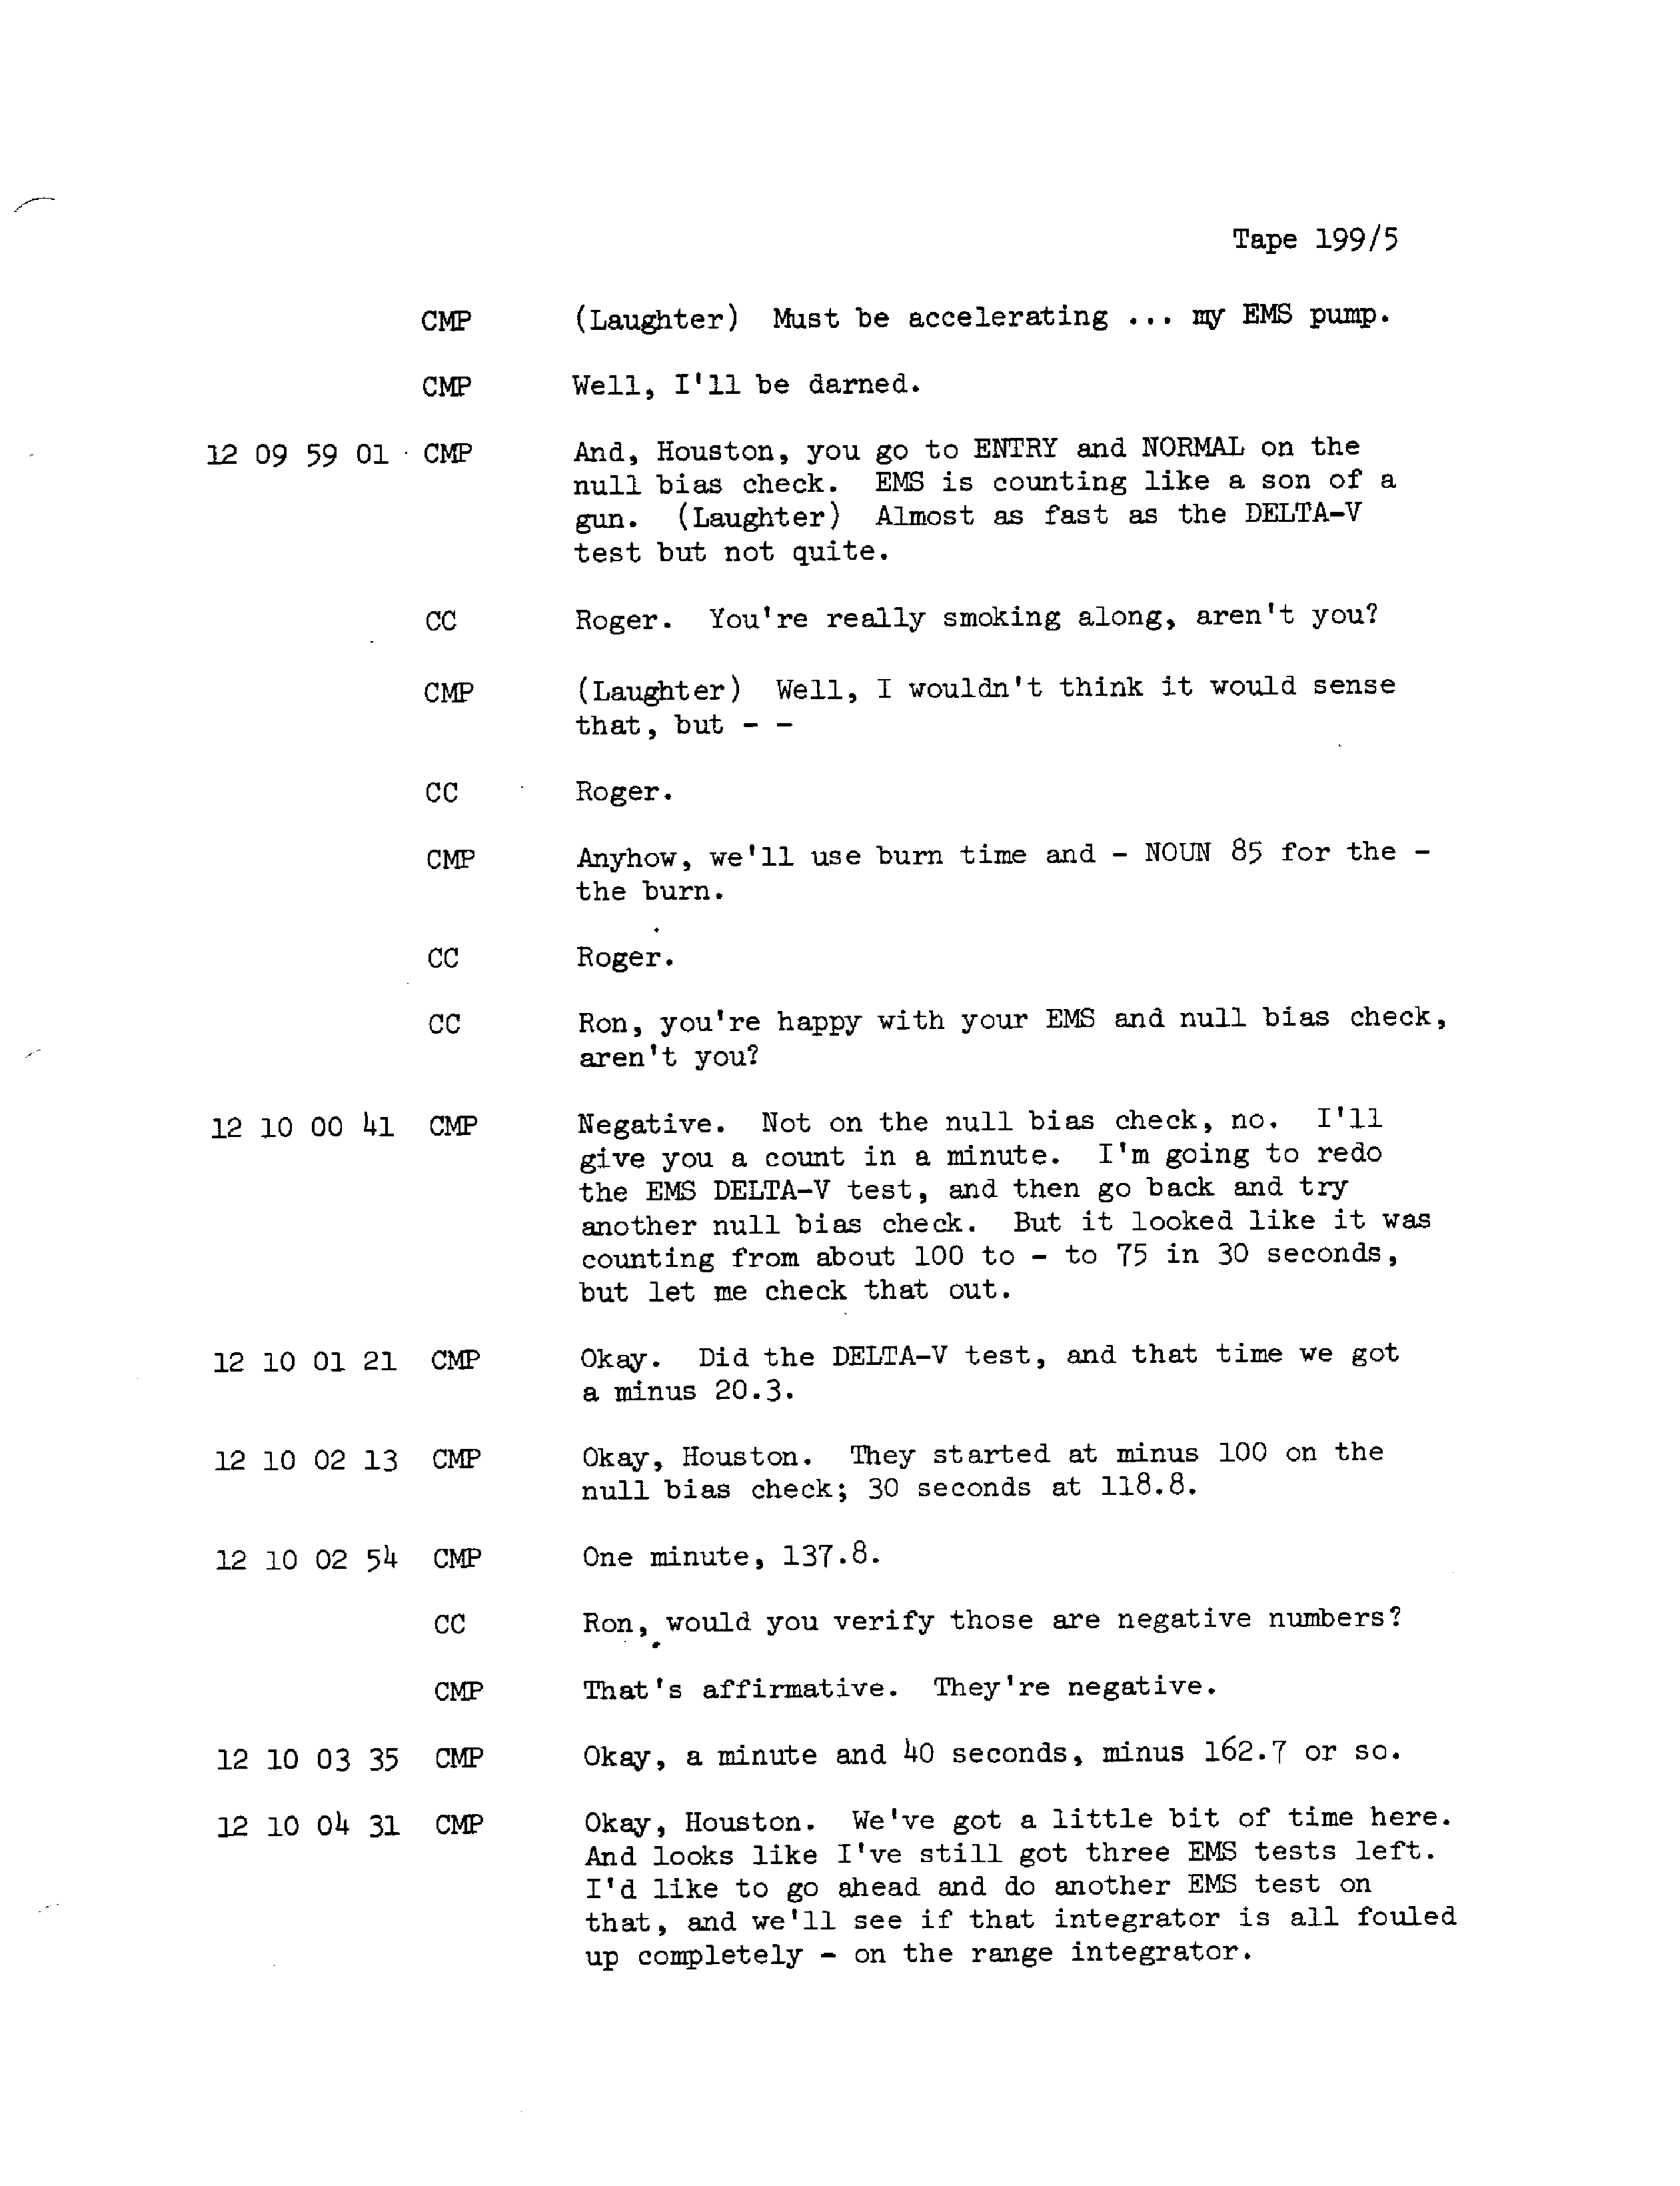 Tape 199/5
CMP (Laughter) Must be accelerating ... my EMS pump.
CMP Well, I'll be darned.
12 09 59 01 CMP And, Houston, you go to ENTRY and NORMAL on the
null bias check. EMS is counting like a son of a
gun. (Laughter) Almost as fast as the DELTA-V
test but not quite.
CC Roger. You're really smoking along, aren't you?
CMP (Laughter) Well, I wouldn't think it would sense
that, but - -
CC Roger.
CMP Anyhow, we'll use burn time and - NOUN 85 for the -
the burn.
CC Roger.
CC Ron, you're happy with your EMS and null bias check,
aren't you?
12 10 00 41 CMP Negative. Not on the null bias check, no. I'll
give you a count in a minute. I'm going to redo
the EMS DELTA-V test, and then go back and try
another null bias check. But it looked like it was
counting from about 100 to - to 75 in 30 seconds,
but let me check that out.
12 10 01 21 CMP Okay. Did the DELTA-V test, and that time we got
a minus 20.3.
12 10 02 13 CMP Okay, Houston. They started at minus 100 on the
null bias check; 30 seconds at 118.8.
12 10 02 54 CMP One minute, 137.8.
CC Ron, would you verify those are negative numbers?
CMP That's affirmative. They're negative.
12 10 03 35 CMP Okay, a minute and 40 seconds, minus 162.7 or so.
12 10 04 31 CMP Okay, Houston. We've got a little bit of time here.
And looks like I've still got three EMS tests left.
I'd like to go ahead and do another EMS test on
that, and we'll see if that integrator is all fouled
up completely - on the range integrator.